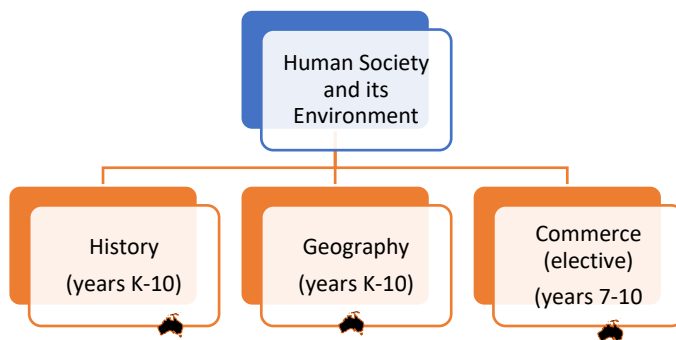 Human Society
and its
Environment
History
(years K-10)
Geography
(years K-10)
Commerce
(elective)
(years 7-10